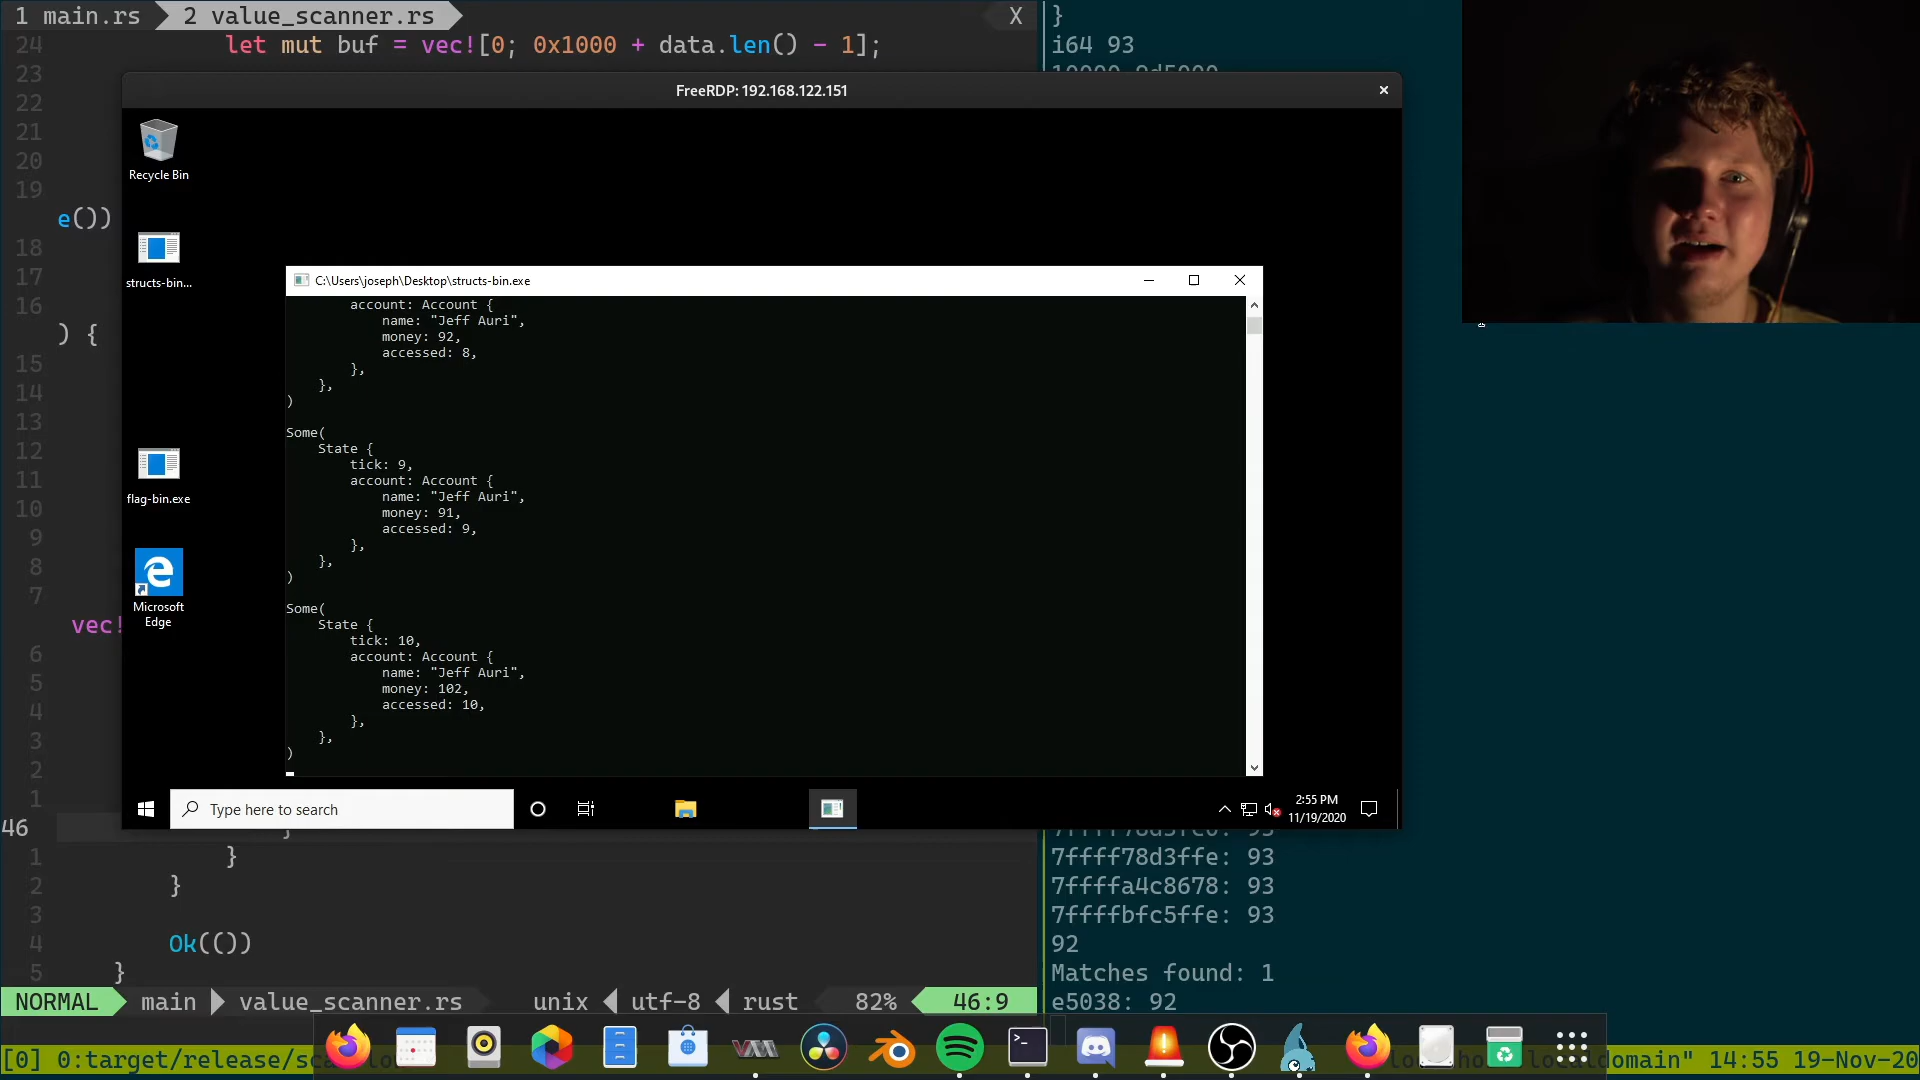 1 main.rs 2 value_scanner.rs X
24 let mut buf = vec![0; 0x1000 + data.len() - 1];
23
22
21
20
19
e())
18
17
16
) {
15
14
13
12
11
10
9
8
7
vec!
6
5
4
3
2
1
46
1 }
2 }
3
4 Ok(())
5 }
NORMAL main value_scanner.rs unix utf-8 rust 82% 46:9
[0] 0:target/release/sca
FreeRDP: 192.168.122.151
Recycle Bin
structs-bin...
flag-bin.exe
Microsoft
Edge
C:\Users\joseph\Desktop\structs-bin.exe
account: Account {
name: "Jeff Auri",
money: 92,
accessed: 8,
},
},
)
Some(
State {
tick: 9,
account: Account {
name: "Jeff Auri",
money: 91,
accessed: 9,
},
},
)
Some(
State {
tick: 10,
account: Account {
name: "Jeff Auri",
money: 102,
accessed: 10,
},
},
)
Type here to search
2:55 PM
11/19/2020
}
i64 93
7ffff78d3ffe: 93
7ffffa4c8678: 93
7ffffbfc5ffe: 93
92
Matches found: 1
e5038: 92
localdomain" 14:55 19-Nov-20